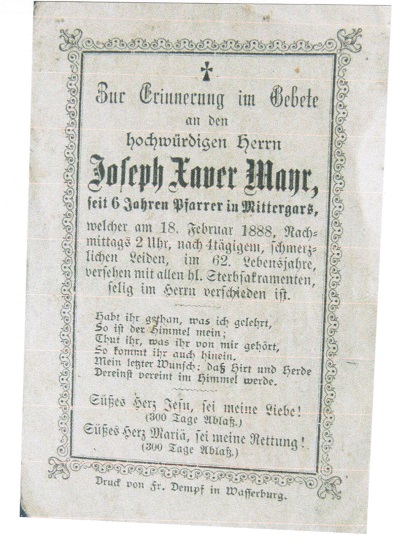 Zur Erinnerung im Gebete
an den
hochwürdigen Herrn
Joseph Xaver Mayr,
seit 6 Jahren Pfarrer in Mittergars,
welcher am 18. Februar 1888, Nach-
mittags 2 Uhr, nach 4tägigem, schmerz-
lichen Leiden, im 62. Lebensjahre,
versehen mit allen hl. Sterbsakramenten,
selig im Herrn verschieden ist.
Habt ihr gethan, was ich gelehrt,
So ist der Himmel mein;
Thut ihr, was ihr von mir gehört,
So kommt ihr auch hinein.
Mein letzter Wunsch: daß Hirt und Herde
Dereinst vereint im Himmel werde.
Süßes Herz Jesu, sei meine Liebe!
(300 Tage Ablaß.)
Süßes Herz Mariä, sei meine Rettung!
(300 Tage Ablaß.)
Druck von Fr. Dempf in Wasserburg.